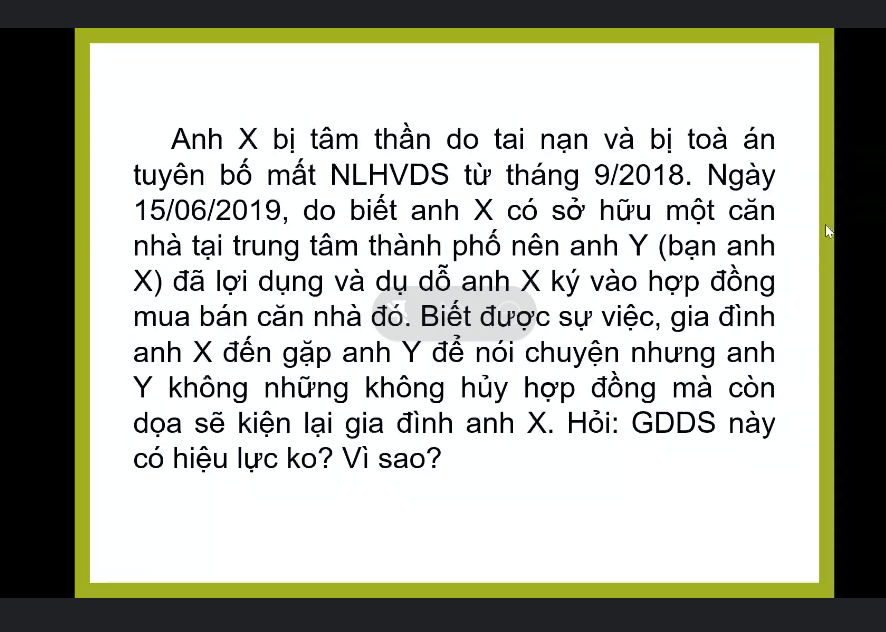 Anh X bị tâm thần do tai nạn và bị toà án
tuyên bố mất NLHVDS từ tháng 9/2018. Ngày
15/06/2019, do biết anh X có sở hữu một căn
nhà tại trung tâm thành phố nên anh Y (bạn anh
X) đã lợi dụng và dụ dỗ anh X ký vào hợp đồng
mua bán căn nhà đó. Biết được sự việc, gia đình
anh X đến gặp anh Y để nói chuyện nhưng anh
Y không những không hủy hợp đồng mà còn
dọa sẽ kiện lại gia đình anh X. Hỏi: GDDS này
có hiệu lực ko? Vì sao?